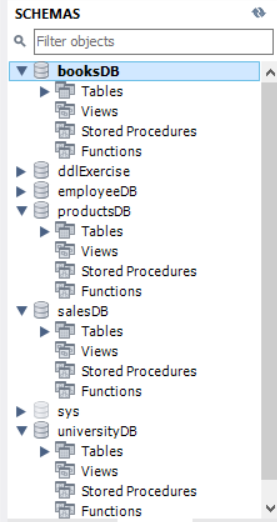 SCHEMAS
Filter objects
booksDB
Tables
Views
Stored Procedures
Functions
ddlExercise
employeeDB
productsDB
Tables
Views
Stored Procedures
Functions
salesDB
Tables
Views
Stored Procedures
Functions
sys
universityDB
Tables
Views
Stored Procedures
Functions